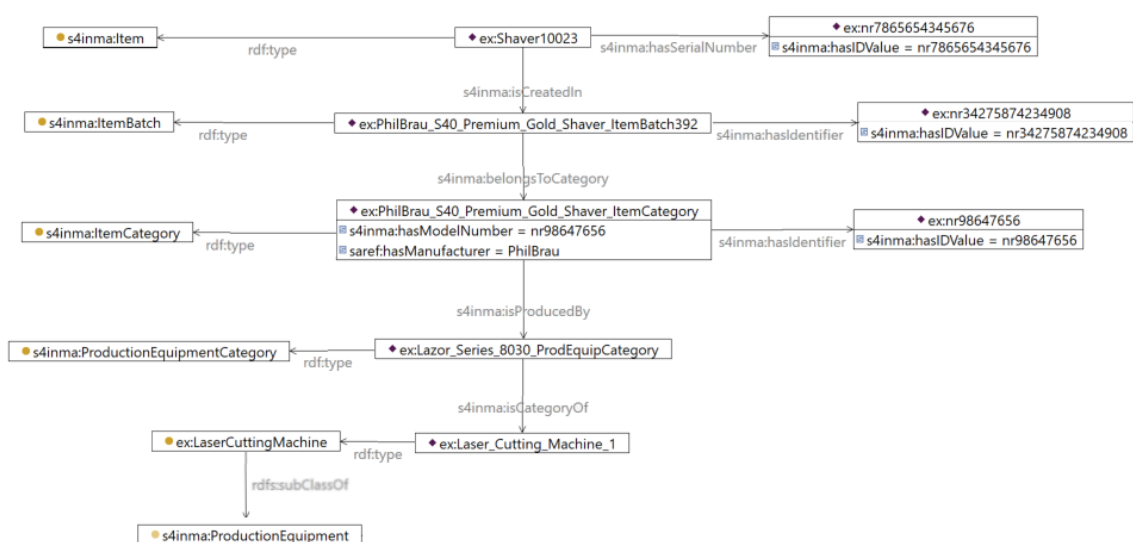 s4inma:Item
rdf:type
ex:Shaver10023
s4inma:hasSerialNumber
ex:nr7865654345676
s4inma:hasIDValue = nr7865654345676
s4inma:isCreatedIn
s4inma:ItemBatch
rdf:type
ex:PhilBrau_S40_Premium_Gold_Shaver_ItemBatch392
s4inma:hasIdentifier
ex:nr34275874234908
s4inma:hasIDValue = nr34275874234908
s4inma:belongsToCategory
s4inma:ItemCategory
rdf:type
ex:PhilBrau_S40_Premium_Gold_Shaver_ItemCategory
s4inma:hasModelNumber = nr98647656
saref:hasManufacturer = PhilBrau
s4inma:hasIdentifier
ex:nr98647656
s4inma:hasIDValue = nr98647656
s4inma:isProducedBy
s4inma:ProductionEquipmentCategory
rdf:type
ex:Lazor_Series_8030_ProdEquipCategory
s4inma:isCategoryOf
ex:LaserCuttingMachine
rdf:type
ex:Laser_Cutting_Machine_1
rdfs:subClassOf
s4inma:ProductionEquipment